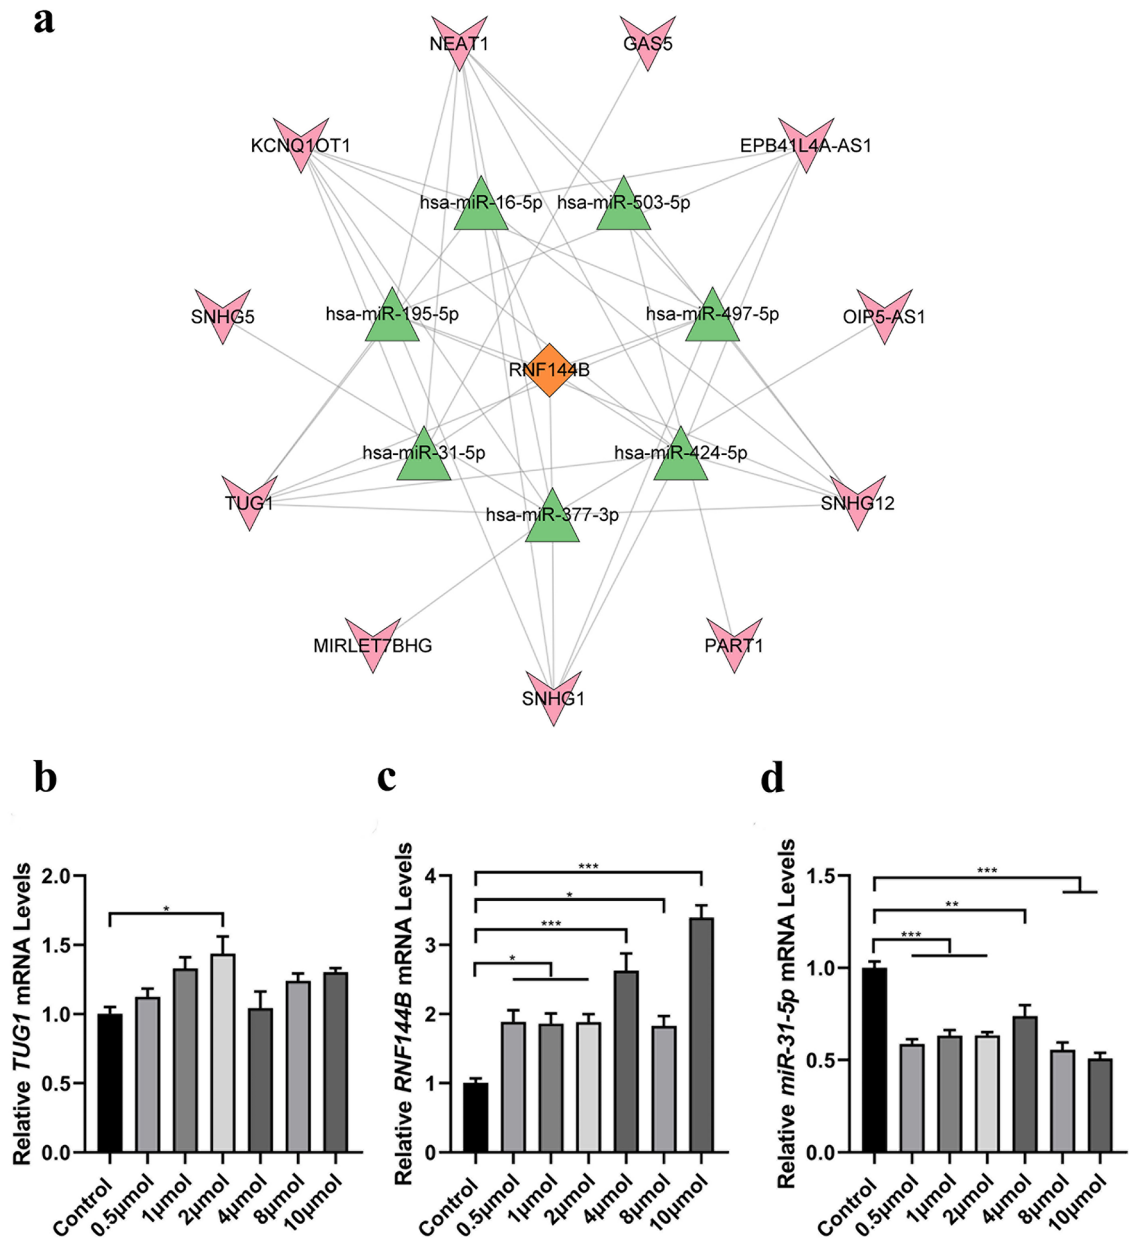 a
NEAT1
GAS5
KCNQ1OT1
EPB41L4A-AS1
hsa-miR-16-5p
hsa-miR-503-5p
SNHG5
hsa-miR-195-5p
hsa-miR-497-5p
OIP5-AS1
RNF144B
hsa-miR-31-5p
hsa-miR-424-5p
TUG1
hsa-miR-377-3p
SNHG12
MIRLET7BHG
PART1
SNHG1
b
Relative TUG1 mRNA Levels
2.0
1.5
1.0
0.5
0.0
*
Control
0.5μmol
1μmol
2μmol
4μmol
8μmol
10μmol
c
Relative RNF144B mRNA Levels
4
3
2
1
0
***
*
***
*
Control
0.5μmol
1μmol
2μmol
4μmol
8μmol
10μmol
d
Relative miR-31-5p mRNA Levels
1.5
1.0
0.5
0.0
***
**
***
Control
0.5μmol
1μmol
2μmol
4μmol
8μmol
10μmol